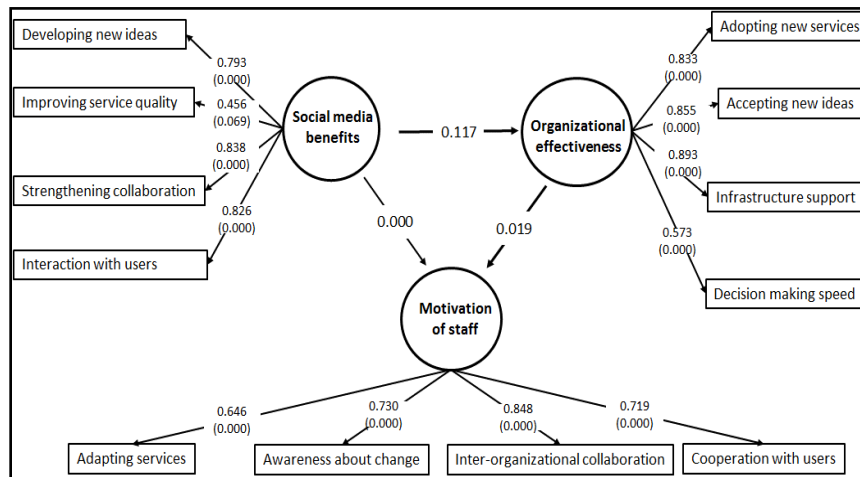 Developing new ideas
0.793
(0.000)
Improving service quality
0.456
(0.069)
Strengthening collaboration
0.838
(0.000)
Interaction with users
0.826
(0.000)
Social media
benefits
0.117
Organizational
effectiveness
Adopting new services
0.833
(0.000)
Accepting new ideas
0.855
(0.000)
Infrastructure support
0.893
(0.000)
Decision making speed
0.573
(0.000)
0.000
0.019
Motivation
of staff
0.646
(0.000)
0.730
(0.000)
0.848
(0.000)
0.719
(0.000)
Adapting services
Awareness about change
Inter-organizational collaboration
Cooperation with users